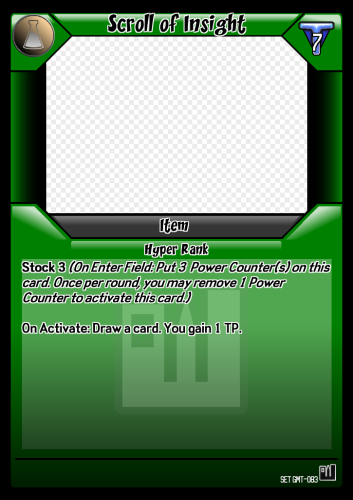 Scroll of Insight
7
Item
Hyper Rank
Stock 3 (On Enter Field: Put 3 Power Counter(s) on this
card. Once per round, you may remove 1 Power
Counter to activate this card.)
On Activate: Draw a card. You gain 1 TP.
SET GMT-083